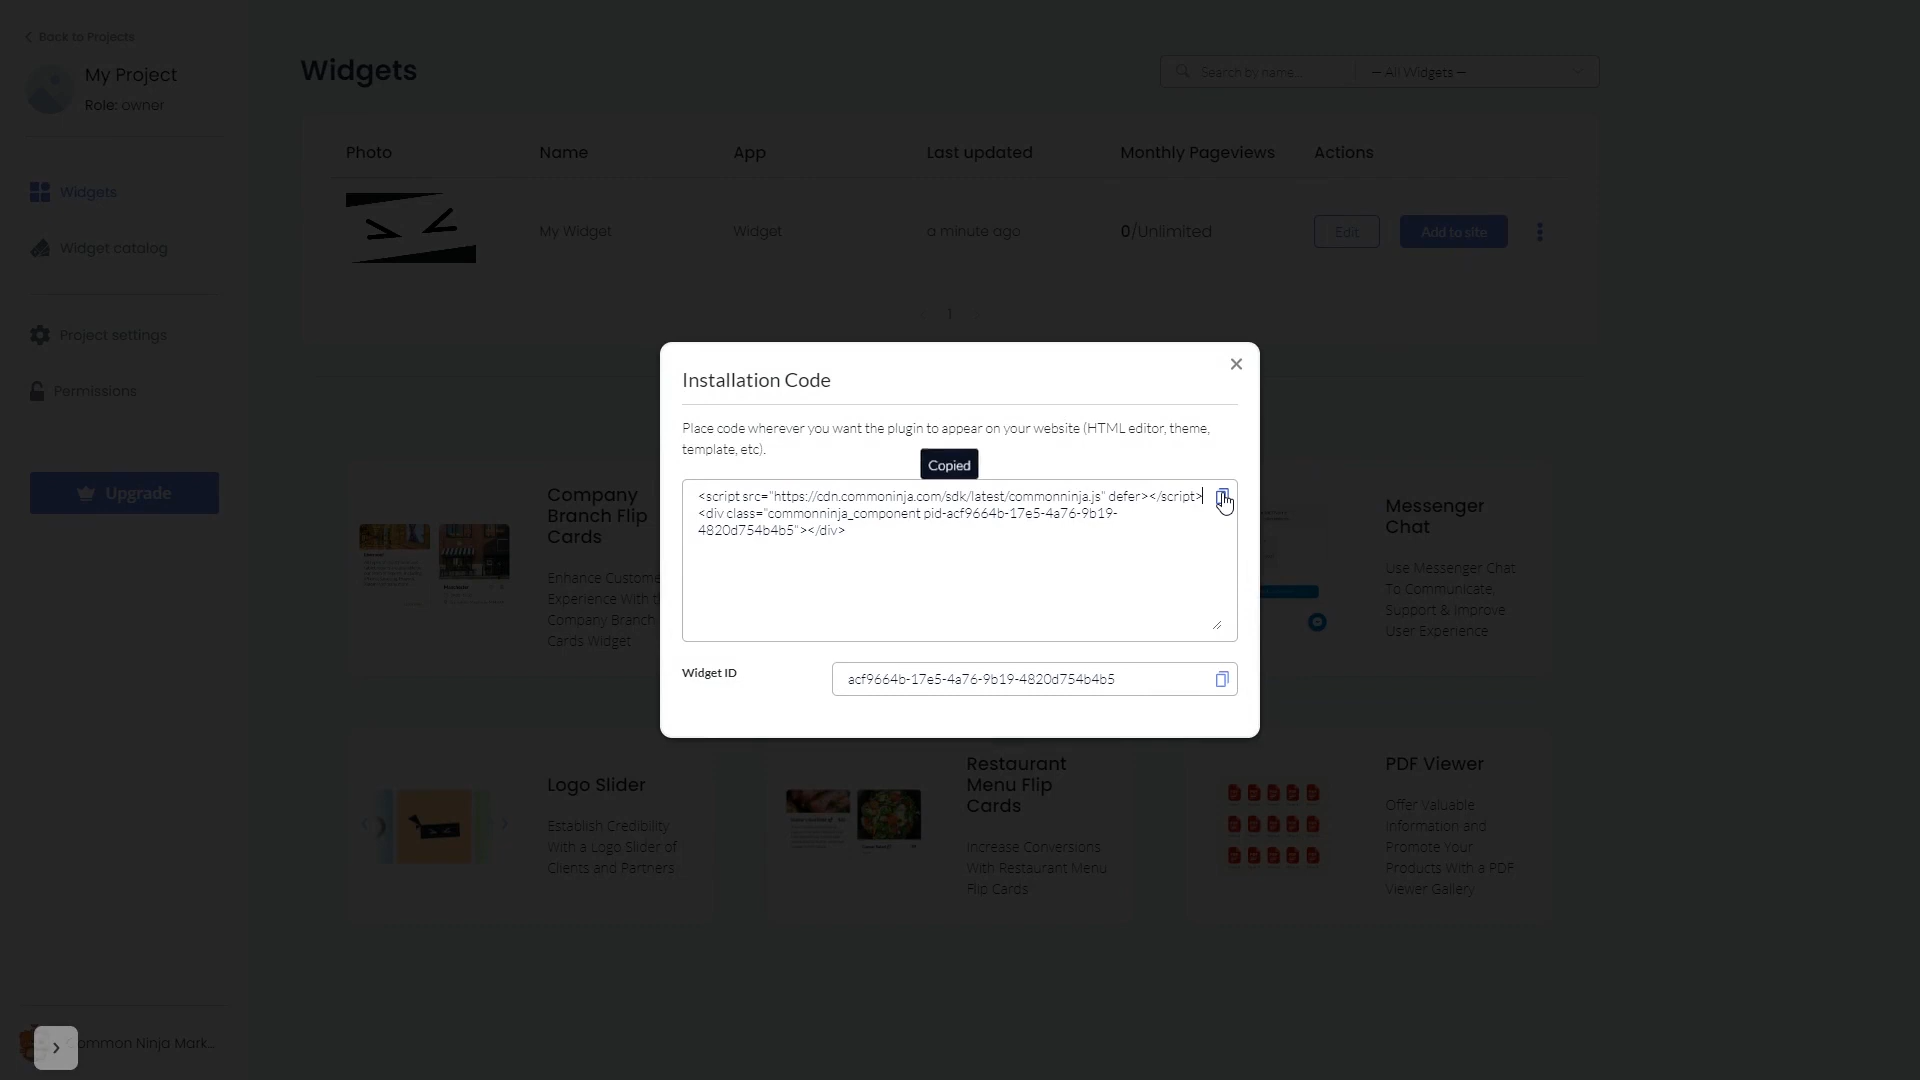 Back to Projects
My Project
Role: owner
Widgets
Widget catalog
Project settings
Permissions
Upgrade
Common Ninja Mark...
Widgets
Search by name...
— All Widgets —
Photo
Name
App
Last updated
Monthly Pageviews
Actions
My Widget
Widget
a minute ago
0/Unlimited
Edit
Add to site
1
Installation Code
Place code wherever you want the plugin to appear on your website (HTML editor, theme,
template, etc).
Copied
<script src="https://cdn.commoninja.com/sdk/latest/commonninja.js" defer></script>
<div class="commonninja_component pid-acf9664b-17e5-4a76-9b19-
4820d754b4b5"></div>
Widget ID
acf9664b-17e5-4a76-9b19-4820d754b4b5
Company
Branch Flip
Cards
Enhance Custome
Experience With t
Company Branch
Cards Widget
Messenger
Chat
Use Messenger Chat
To Communicate,
Support & Improve
User Experience
Logo Slider
Establish Credibility
With a Logo Slider of
Clients and Partners
Restaurant
Menu Flip
Cards
Increase Conversions
With Restaurant Menu
Flip Cards
PDF Viewer
Offer Valuable
Information and
Promote Your
Products With a PDF
Viewer Gallery